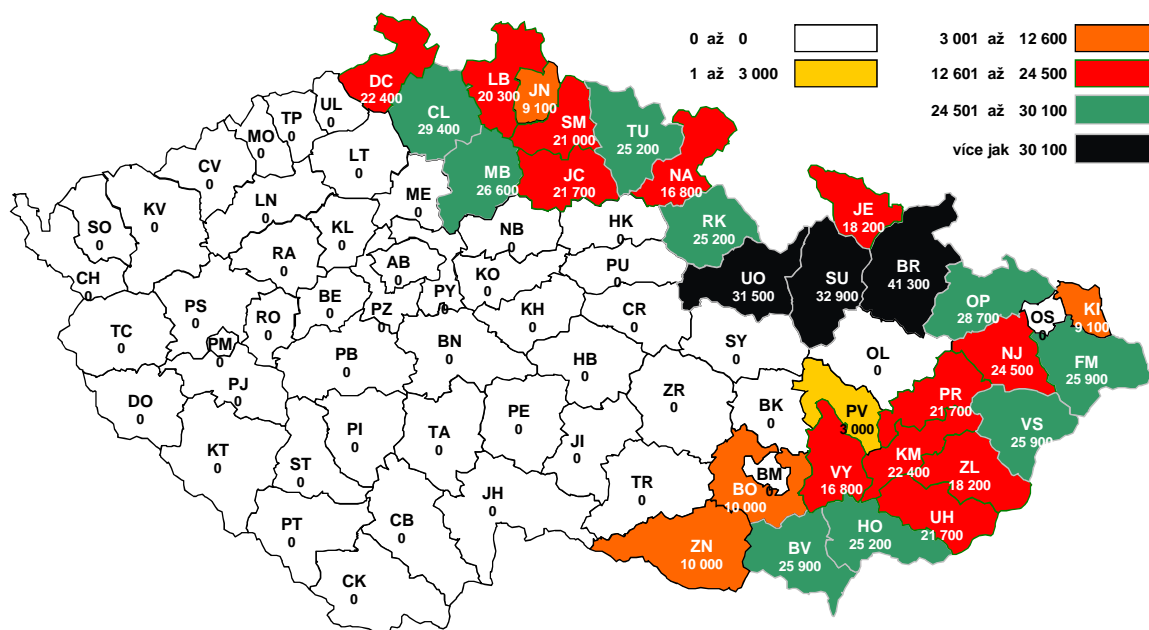 0 až 0
1 až 3 000
3 001 až 12 600
12 601 až 24 500
24 501 až 30 100
více jak 30 100
DC
22 400
LB
20 300
JN
9 100
UL
0
TP
0
MO
0
CV
0
CL
29 400
SM
21 000
TU
25 200
LT
0
MB
26 600
JC
21 700
NA
16 800
ME
0
LN
0
KV
0
SO
0
KL
0
NB
0
HK
0
RK
25 200
JE
18 200
RA
0
AB
0
CH
0
KO
0
PU
0
UO
31 500
SU
32 900
BR
41 300
PS
0
BE
0
PZ
0
PY
0
RO
0
KH
0
CR
0
OP
28 700
OS
0
KI
9 100
TC
0
PM
0
PB
0
BN
0
SY
0
OL
0
NJ
24 500
FM
25 900
HB
0
PJ
0
DO
0
ZR
0
BK
0
PV
3 000
PR
21 700
VS
25 900
PE
0
PI
0
TA
0
JI
0
KT
0
ST
0
KM
22 400
ZL
18 200
VY
16 800
BM
0
BO
10 000
TR
0
JH
0
UH
21 700
HO
25 200
PT
0
CB
0
ZN
10 000
BV
25 900
CK
0